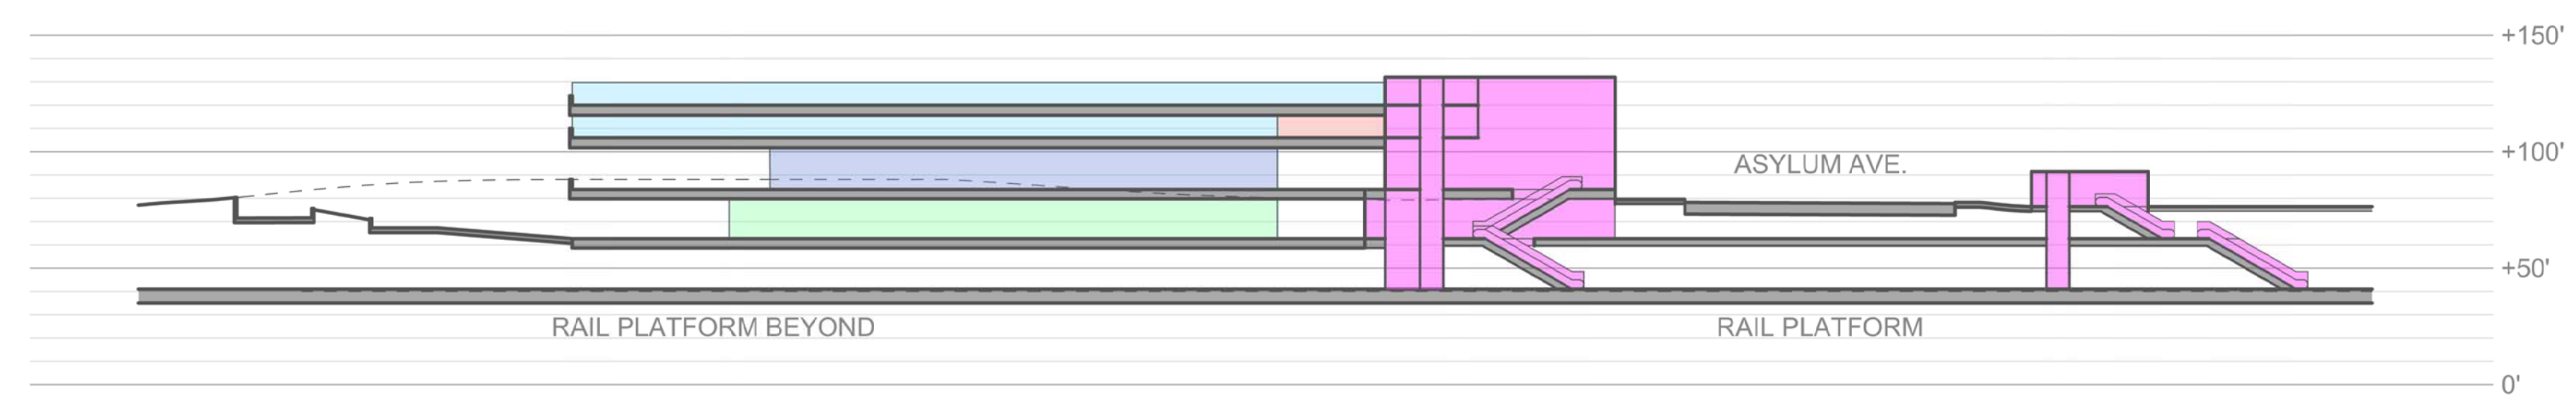 +150'
+100'
ASYLUM AVE.
+50'
RAIL PLATFORM BEYOND
RAIL PLATFORM
0'